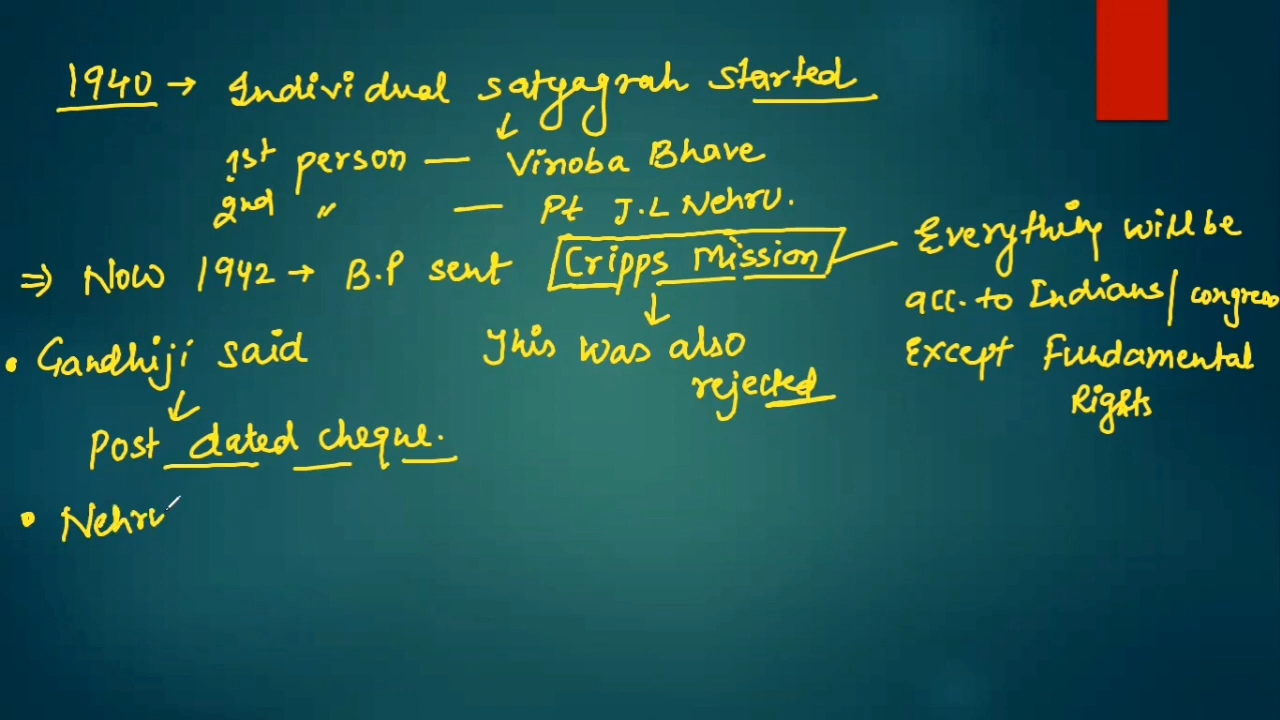 1940 → Individual satyagrah started
↓
1st person — Vinoba Bhave
2nd " — Pt J.L Nehru.
⇒ Now 1942 → B.P sent Cripps Mission
Everything will be
acc. to Indians/congress
Except Fundamental
Rights
↓
This was also
rejected
• Gandhiji said
↓
Post dated cheque.
• Nehru